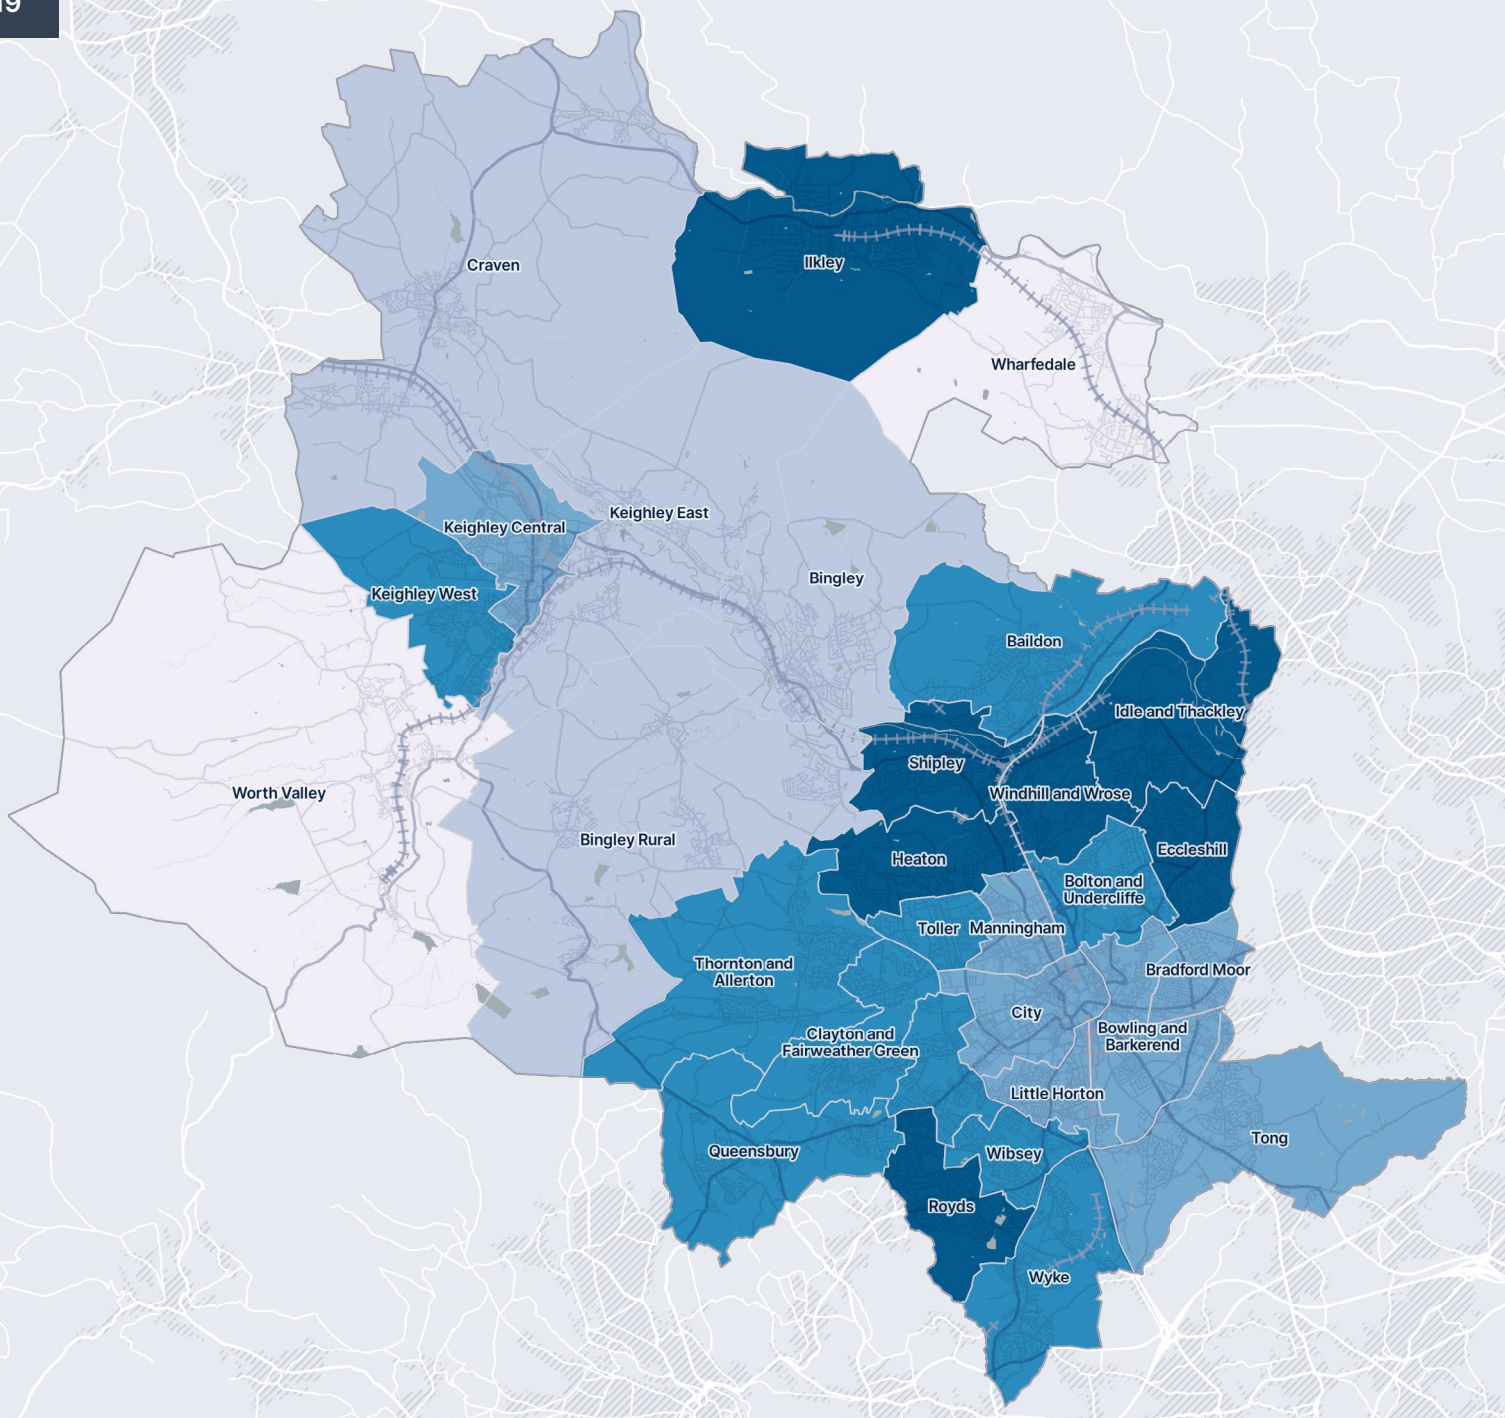 Craven
Ilkley
Wharfedale
Keighley East
Keighley Central
Bingley
Keighley West
Baildon
Idle and Thackley
Shipley
Worth Valley
Windhill and Wrose
Bingley Rural
Eccleshill
Heaton
Bolton and
Undercliffe
Toller
Manningham
Thornton and
Allerton
Bradford Moor
City
Clayton and
Fairweather Green
Bowling and
Barkerend
Little Horton
Tong
Queensbury
Wibsey
Royds
Wyke